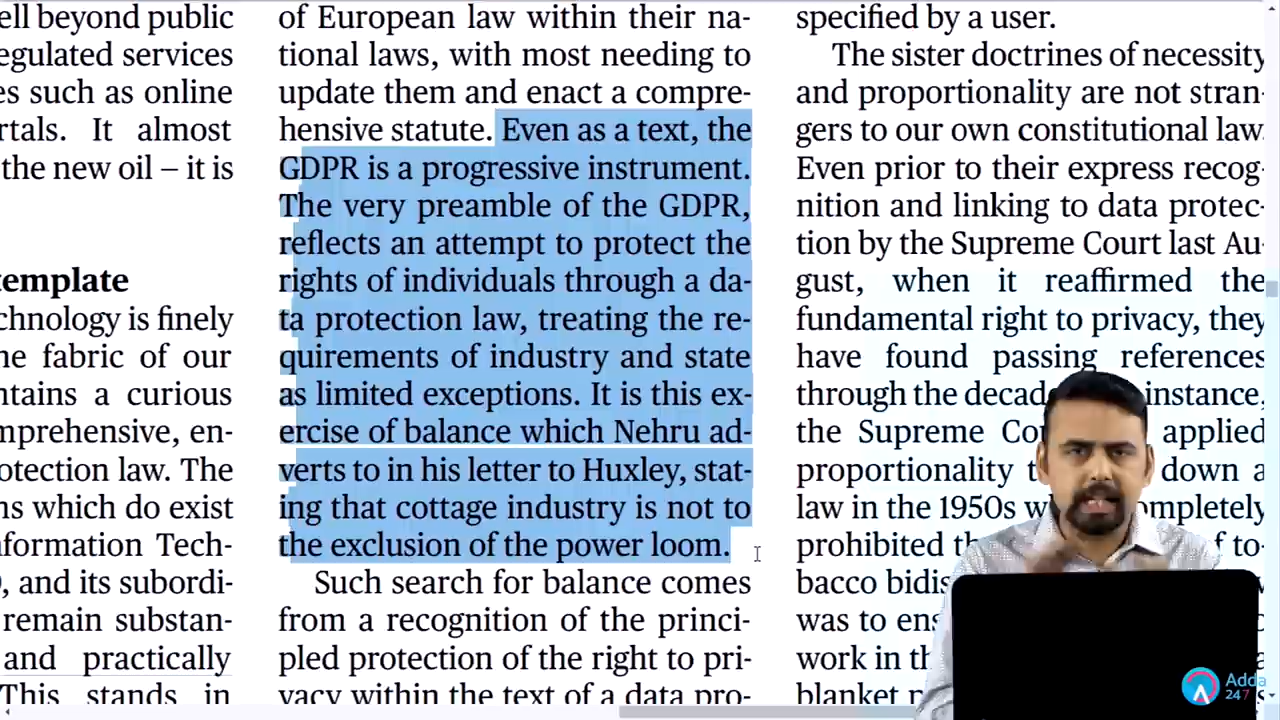 ell beyond public
egulated services
es such as online
rtals. It almost
the new oil – it is
template
chnology is finely
he fabric of our
ntains a curious
mprehensive, en-
otection law. The
ns which do exist
formation Tech-
, and its subordi-
remain substan-
and practically
This stands in
of European law within their na-
tional laws, with most needing to
update them and enact a compre-
hensive statute. Even as a text, the
GDPR is a progressive instrument.
The very preamble of the GDPR,
reflects an attempt to protect the
rights of individuals through a da-
ta protection law, treating the re-
quirements of industry and state
as limited exceptions. It is this ex-
ercise of balance which Nehru ad-
verts to in his letter to Huxley, stat-
ing that cottage industry is not to
the exclusion of the power loom.
Such search for balance comes
from a recognition of the princi-
pled protection of the right to pri-
vacy within the text of a data pro-
specified by a user.
The sister doctrines of necessity
and proportionality are not stran-
gers to our own constitutional law.
Even prior to their express recog-
nition and linking to data protec-
tion by the Supreme Court last Au-
gust, when it reaffirmed the
fundamental right to privacy, they
have found passing references
through the decad instance,
the Supreme Co applied
proportionality t down a
law in the 1950s w ompletely
prohibited th f to-
bacco bidis
was to ens
work in th
blanket p
Adda
247